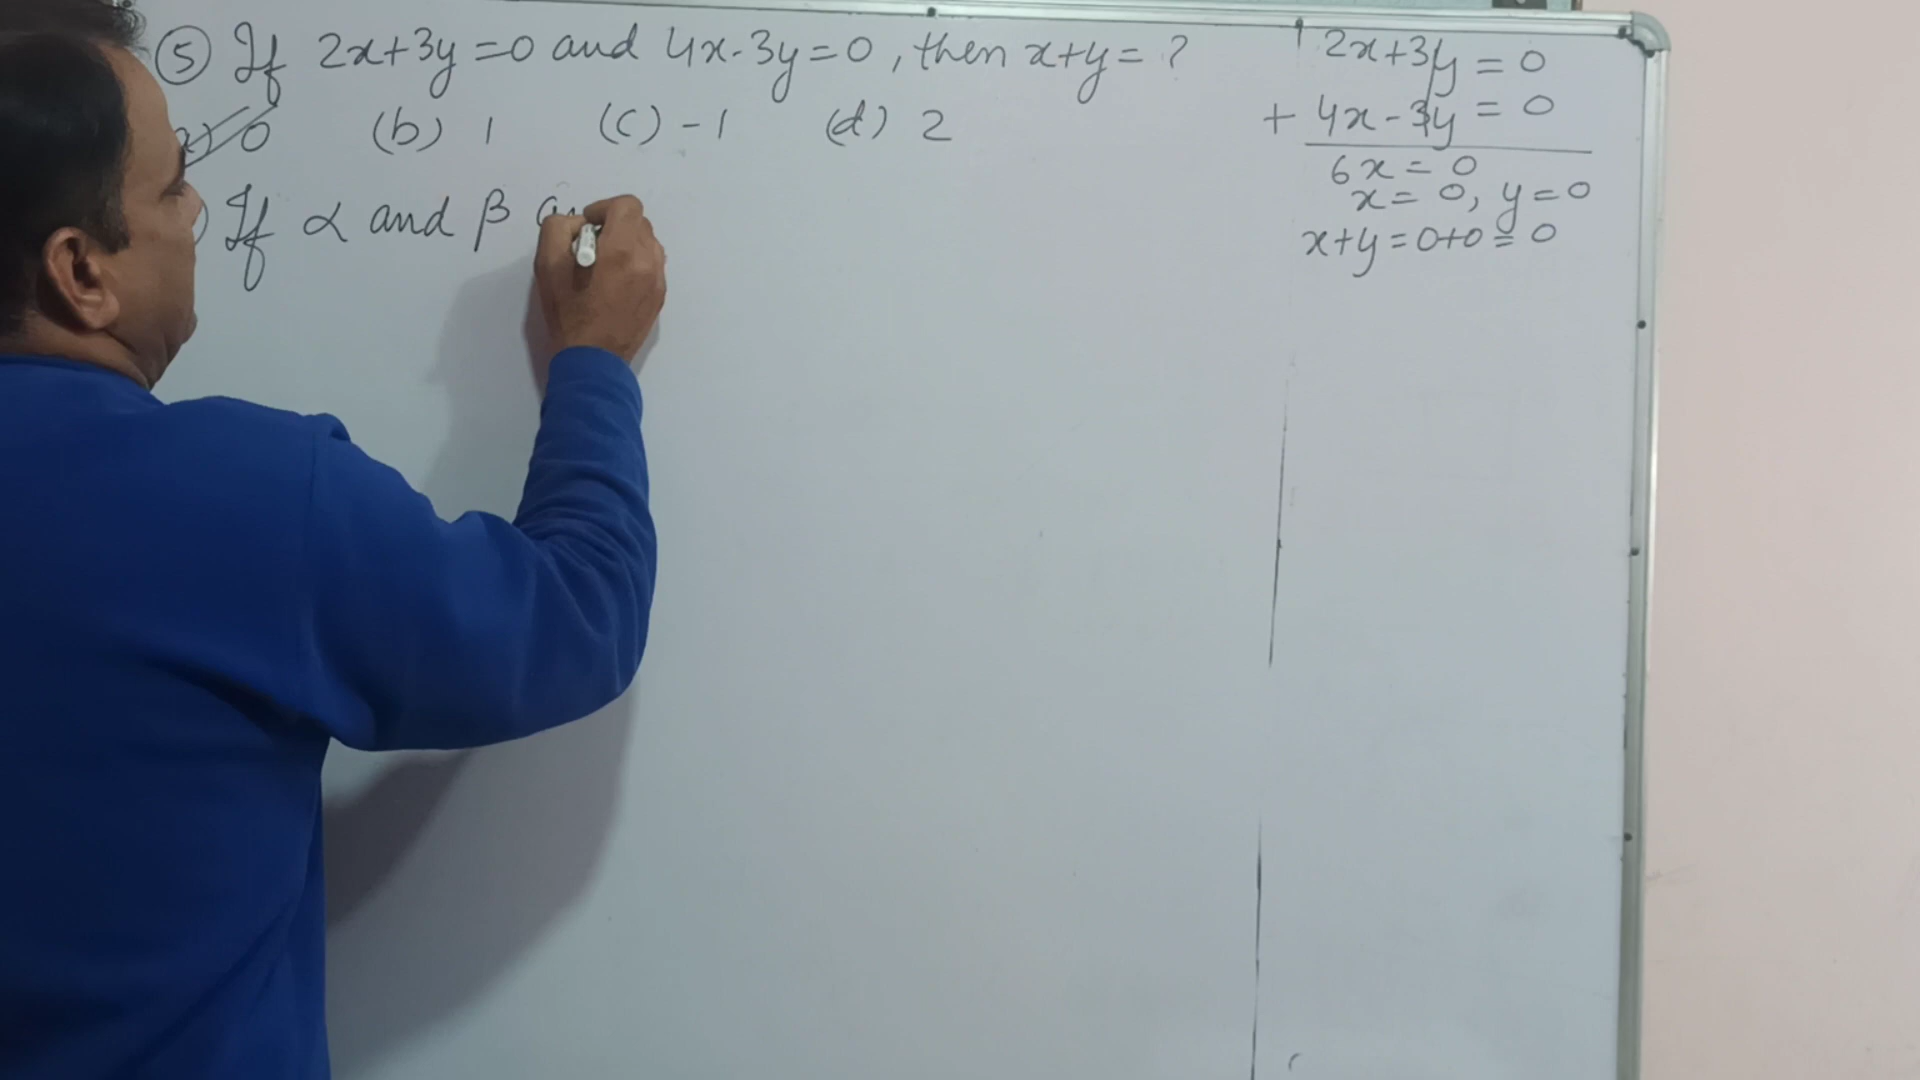 ⑤ If 2x+3y=0 and 4x-3y=0, then x+y=?
a) 0 (b) 1 (c) -1 (d) 2
) If α and β
2x+3y=0
+ 4x-3y=0
6x=0
x=0, y=0
x+y=0+0=0